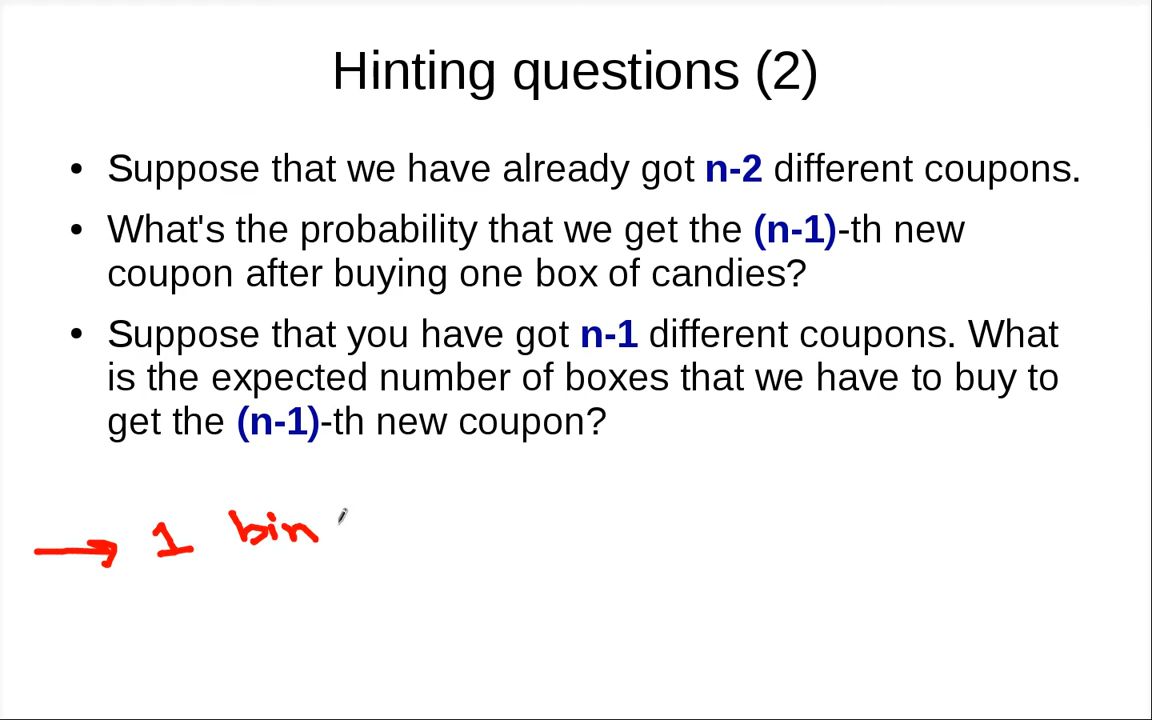 Hinting questions (2)
• Suppose that we have already got n-2 different coupons.
• What's the probability that we get the (n-1)-th new
coupon after buying one box of candies?
• Suppose that you have got n-1 different coupons. What
is the expected number of boxes that we have to buy to
get the (n-1)-th new coupon?
→ 1 bin